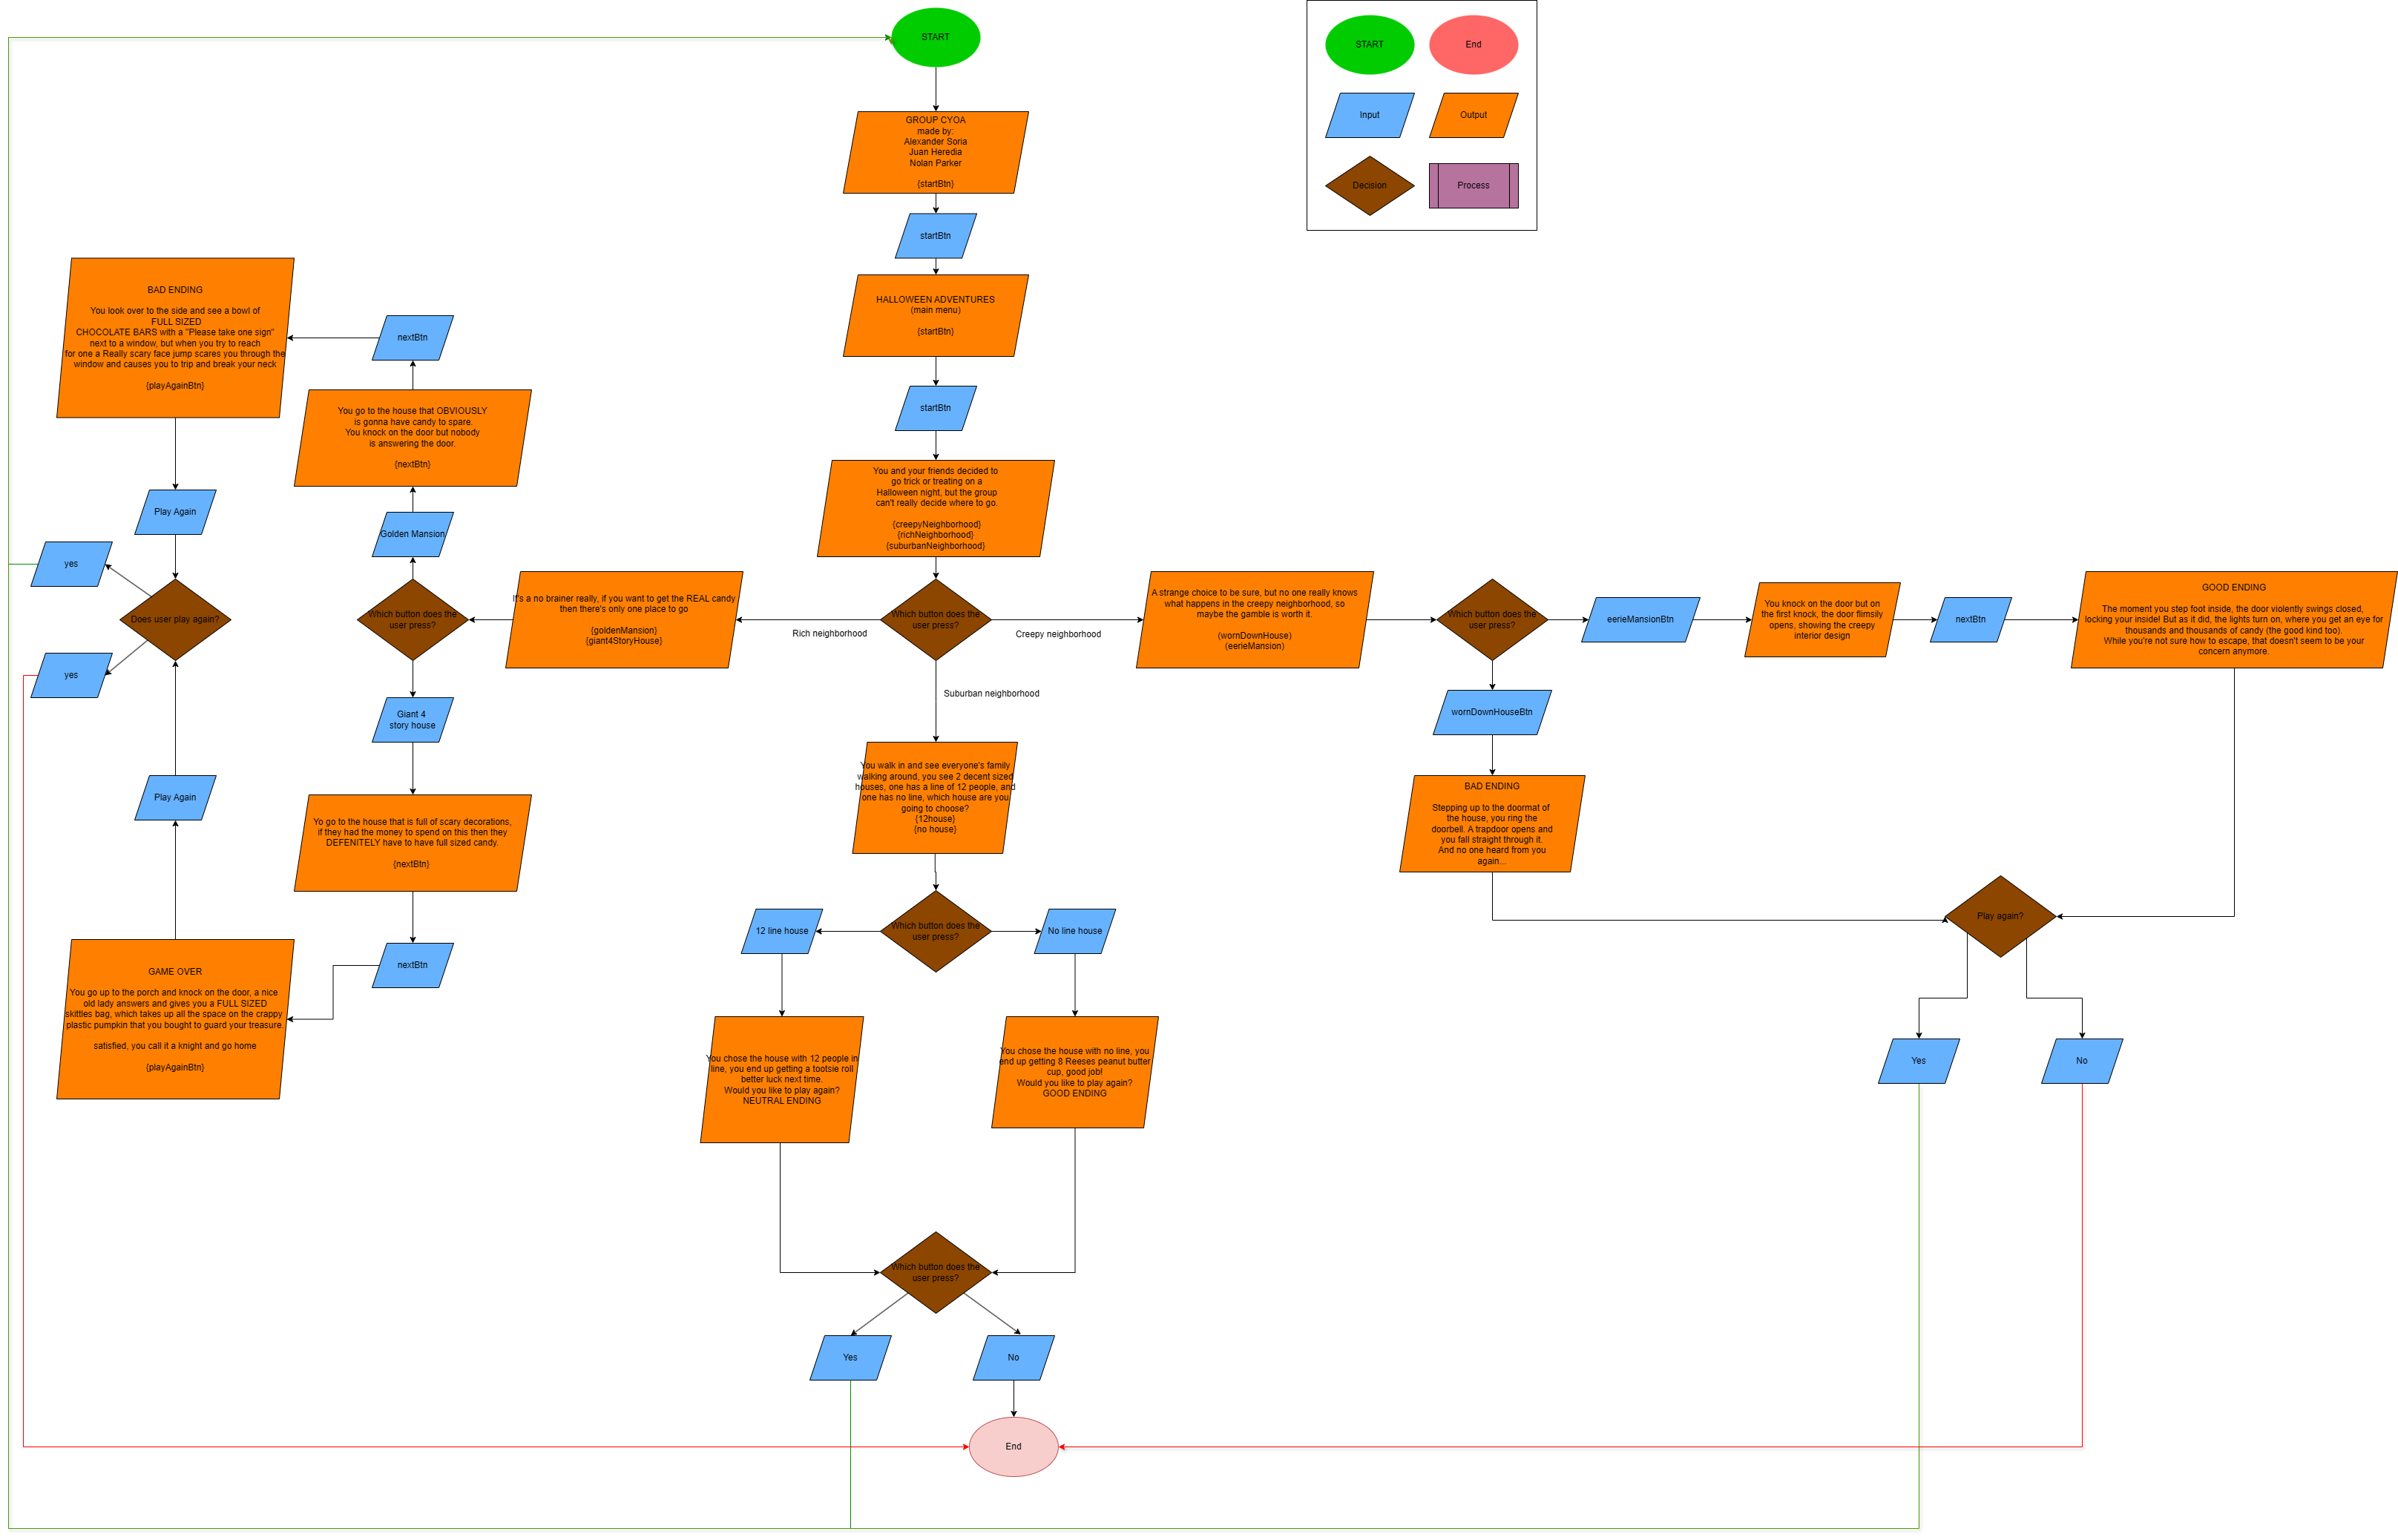 START
GROUP CYOA
made by:
Alexander Soria
Juan Heredia
Nolan Parker
{startBtn}
startBtn
HALLOWEEN ADVENTURES
(main menu)
{startBtn}
startBtn
You and your friends decided to
go trick or treating on a
Halloween night, but the group
can't really decide where to go.
{creepyNeighborhood}
{richNeighborhood}
{suburbanNeighborhood}
Which button does the
user press?
Rich neighborhood
Creepy neighborhood
Suburban neighborhood
START
End
Input
Output
Decision
Process
It's a no brainer really, if you want to get the REAL candy
then there's only one place to go
{goldenMansion}
{giant4StoryHouse}
Which button does the
user press?
Golden Mansion
You go to the house that OBVIOUSLY
is gonna have candy to spare.
You knock on the door but nobody
is answering the door.
{nextBtn}
nextBtn
BAD ENDING
You look over to the side and see a bowl of
FULL SIZED
CHOCOLATE BARS with a "Please take one sign"
next to a window, but when you try to reach
for one a Really scary face jump scares you through the
window and causes you to trip and break your neck
{playAgainBtn}
Play Again
Does user play again?
yes
yes
Play Again
Giant 4
story house
Yo go to the house that is full of scary decorations,
if they had the money to spend on this then they
DEFENITELY have to have full sized candy.
{nextBtn}
nextBtn
GAME OVER
You go up to the porch and knock on the door, a nice
old lady answers and gives you a FULL SIZED
skittles bag, which takes up all the space on the crappy
plastic pumpkin that you bought to guard your treasure.
satisfied, you call it a knight and go home
{playAgainBtn}
You walk in and see everyone's family
walking around, you see 2 decent sized
houses, one has a line of 12 people, and
one has no line, which house are you
going to choose?
{12house}
{no house}
Which button does the
user press?
12 line house
No line house
You chose the house with 12 people in
line, you end up getting a tootsie roll
better luck next time.
Would you like to play again?
NEUTRAL ENDING
You chose the house with no line, you
end up getting 8 Reeses peanut butter
cup, good job!
Would you like to play again?
GOOD ENDING
Which button does the
user press?
Yes
No
End
A strange choice to be sure, but no one really knows
what happens in the creepy neighborhood, so
maybe the gamble is worth it.
(wornDownHouse)
(eerieMansion)
Which button does the
user press?
eerieMansionBtn
You knock on the door but on
the first knock, the door flimsily
opens, showing the creepy
interior design
nextBtn
GOOD ENDING
The moment you step foot inside, the door violently swings closed,
locking your inside! But as it did, the lights turn on, where you get an eye for
thousands and thousands of candy (the good kind too).
While you're not sure how to escape, that doesn't seem to be your
concern anymore.
wornDownHouseBtn
BAD ENDING
Stepping up to the doormat of
the house, you ring the
doorbell. A trapdoor opens and
you fall straight through it.
And no one heard from you
again...
Play again?
Yes
No